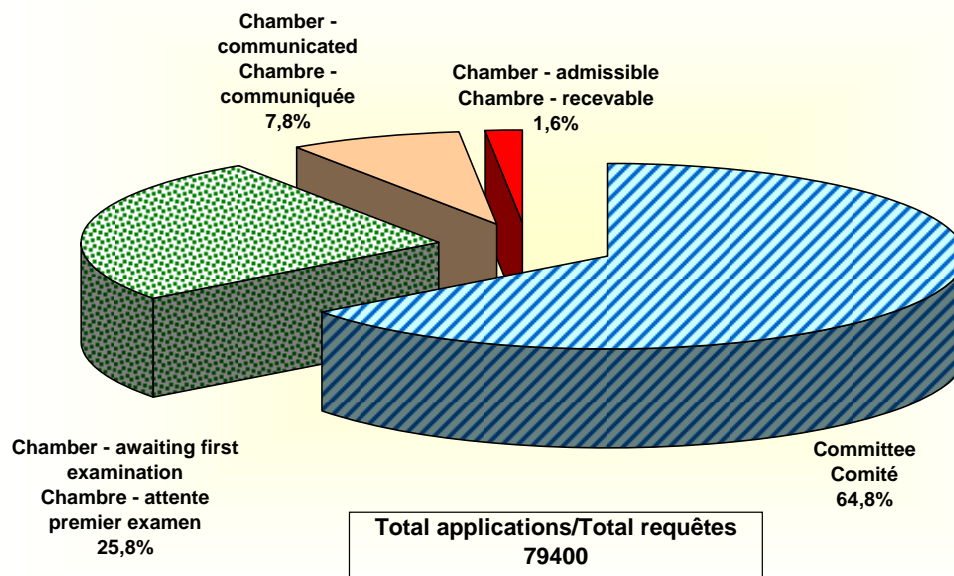 Chamber -
communicated
Chambre -
communiquée
7,8%
Chamber - admissible
Chambre - recevable
1,6%
Chamber - awaiting first
examination
Chambre - attente
premier examen
25,8%
Committee
Comité
64,8%
Total applications/Total requêtes
79400